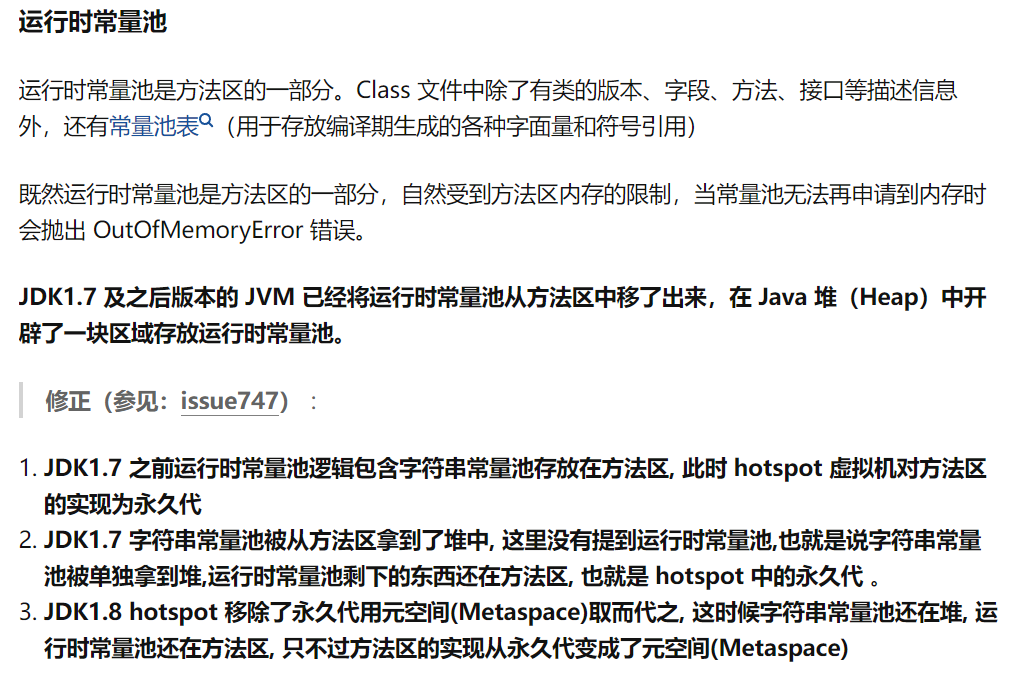 运行时常量池
运行时常量池是方法区的一部分。Class 文件中除了有类的版本、字段、方法、接口等描述信息
外，还有常量池表（用于存放编译期生成的各种字面量和符号引用）
既然运行时常量池是方法区的一部分，自然受到方法区内存的限制，当常量池无法再申请到内存时
会抛出 OutOfMemoryError 错误。
JDK1.7 及之后版本的 JVM 已经将运行时常量池从方法区中移了出来，在 Java 堆（Heap）中开
辟了一块区域存放运行时常量池。
修正（参见：issue747）：
1. JDK1.7 之前运行时常量池逻辑包含字符串常量池存放在方法区, 此时 hotspot 虚拟机对方法区
的实现为永久代
2. JDK1.7 字符串常量池被从方法区拿到了堆中, 这里没有提到运行时常量池,也就是说字符串常量
池被单独拿到堆,运行时常量池剩下的东西还在方法区, 也就是 hotspot 中的永久代 。
3. JDK1.8 hotspot 移除了永久代用元空间(Metaspace)取而代之, 这时候字符串常量池还在堆, 运
行时常量池还在方法区, 只不过方法区的实现从永久代变成了元空间(Metaspace)